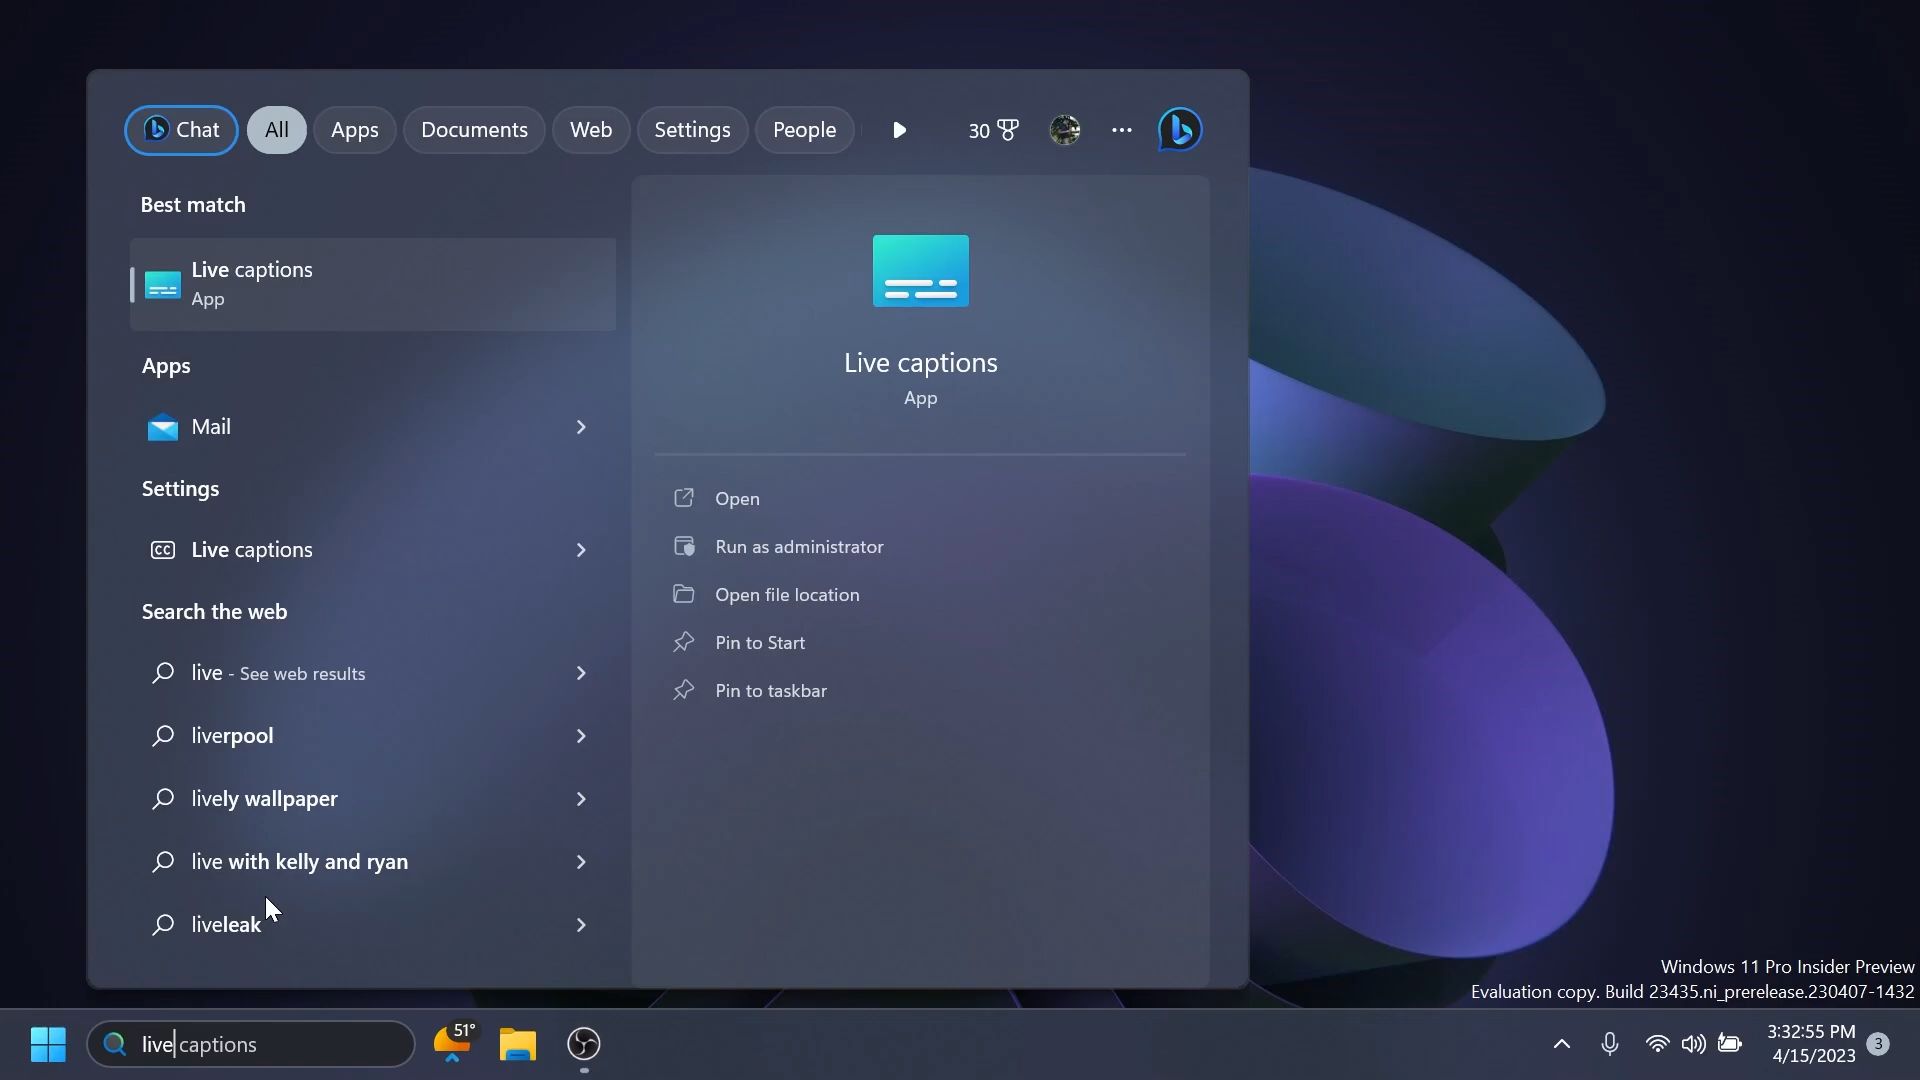 Chat All Apps Documents Web Settings People 30
Best match
Live captions
App
Apps
Mail
Settings
CC Live captions
Search the web
live - See web results
liverpool
lively wallpaper
live with kelly and ryan
liveleak
Live captions
App
Open
Run as administrator
Open file location
Pin to Start
Pin to taskbar
Windows 11 Pro Insider Preview
Evaluation copy. Build 23435.ni_prerelease.230407-1432
live captions
51°
3:32:55 PM
4/15/2023
3